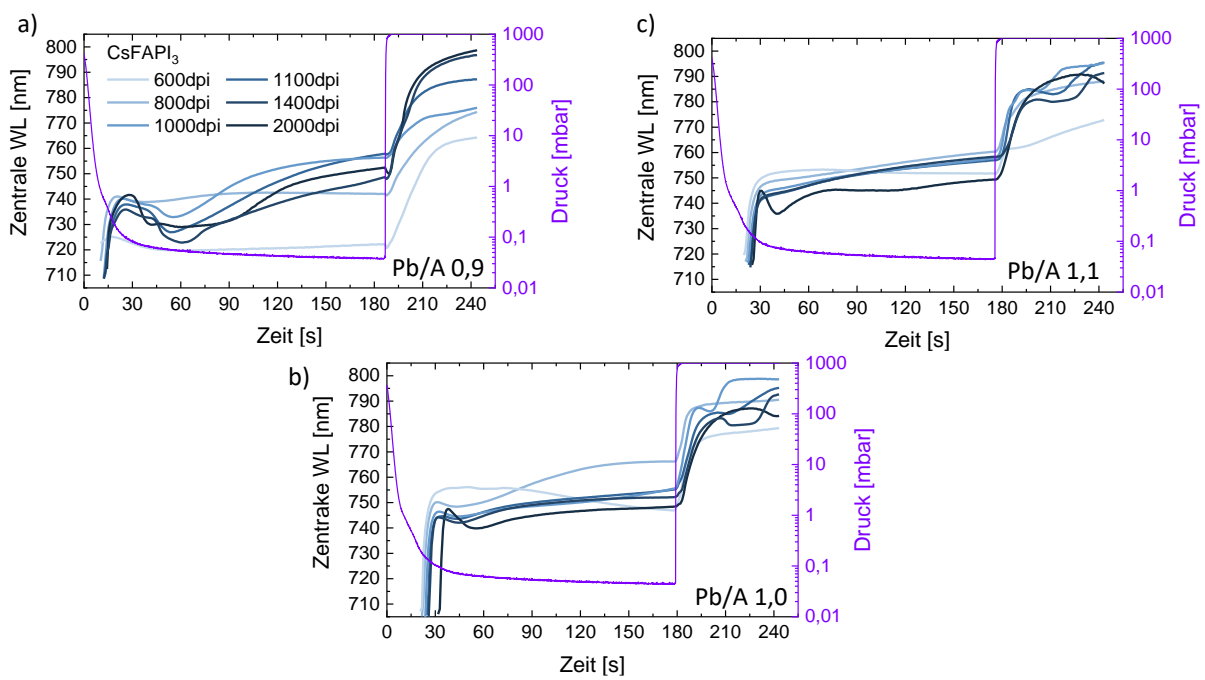 a)
CsFAPI3
600dpi 1100dpi
800dpi 1400dpi
1000dpi 2000dpi
800
790
780
770
760
750
740
730
720
710
Zentrale WL [nm]
0 30 60 90 120 150 180 210 240
Zeit [s]
1000
100
10
1
0,1
0,01
Druck [mbar]
Pb/A 0,9
c)
800
790
780
770
760
750
740
730
720
710
Zentrale WL [nm]
0 30 60 90 120 150 180 210 240
Zeit [s]
1000
100
10
1
0,1
0,01
Druck [mbar]
Pb/A 1,1
b)
800
790
780
770
760
750
740
730
720
710
Zentrake WL [nm]
0 30 60 90 120 150 180 210 240
Zeit [s]
1000
100
10
1
0,1
0,01
Druck [mbar]
Pb/A 1,0